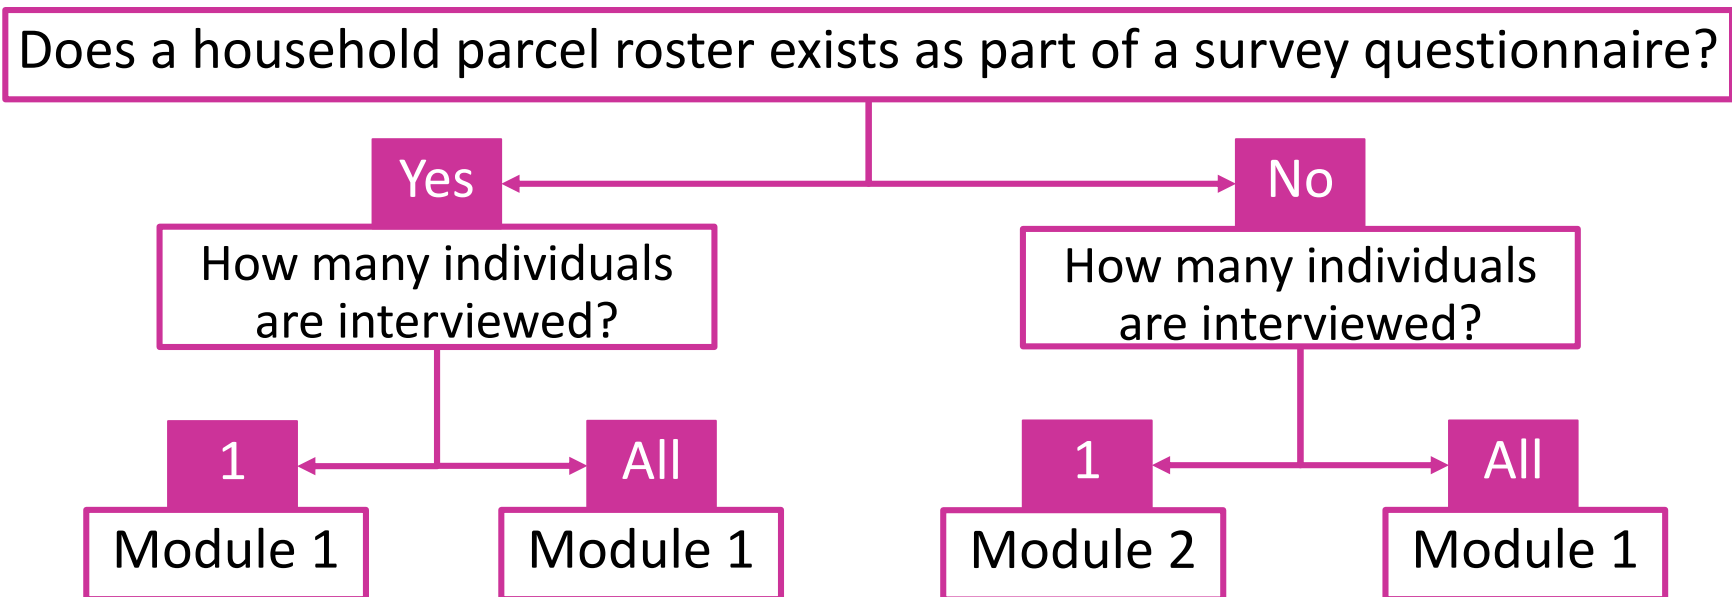 Does a household parcel roster exists as part of a survey questionnaire?
Yes
No
How many individuals
are interviewed?
How many individuals
are interviewed?
1
All
1
All
Module 1
Module 1
Module 2
Module 1